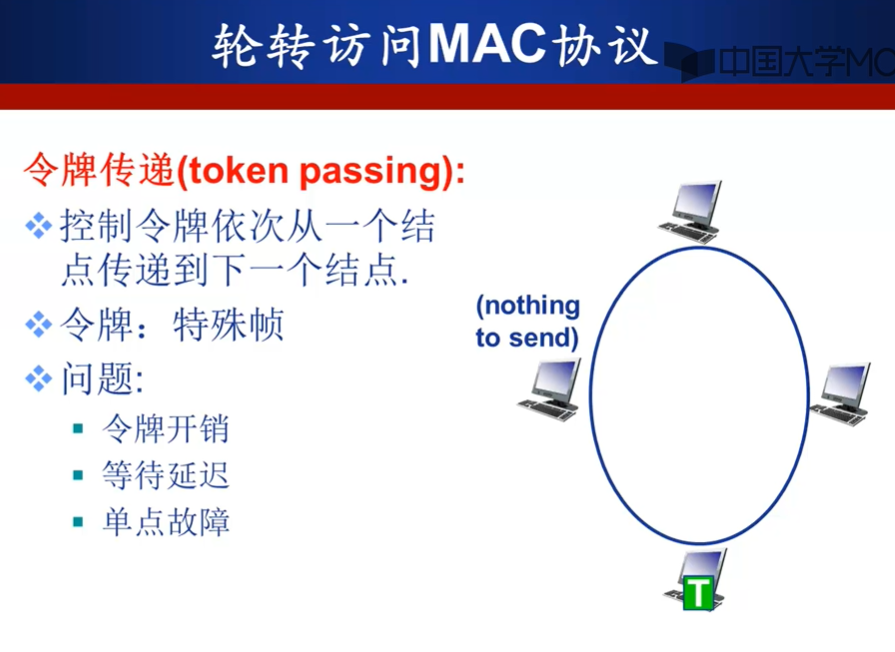 轮转访问MAC协议
中国大学MO
令牌传递(token passing):
控制令牌依次从一个结
点传递到下一个结点.
令牌：特殊帧
问题:
令牌开销
等待延迟
单点故障
(nothing
to send)
T